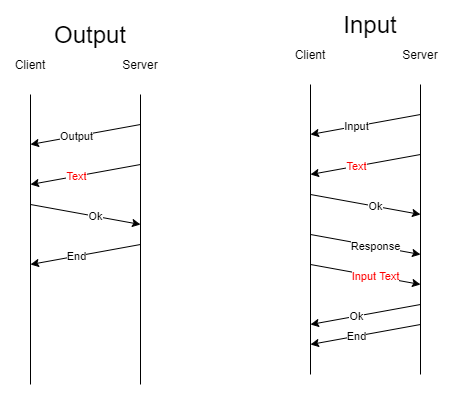 Output
Client
Server
Output
Text
Ok
End
Input
Client
Server
Input
Text
Ok
Response
Input Text
Ok
End